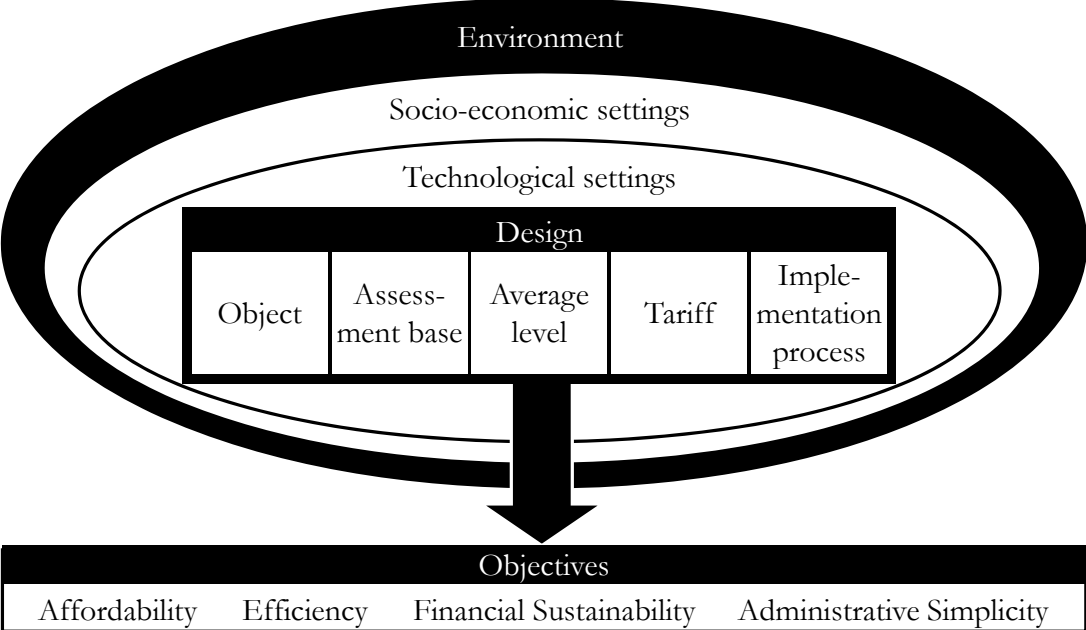 Environment
Socio-economic settings
Technological settings
Design
Object
Assess-
ment base
Average
level
Tariff
Imple-
mentation
process
Objectives
Affordability Efficiency Financial Sustainability Administrative Simplicity